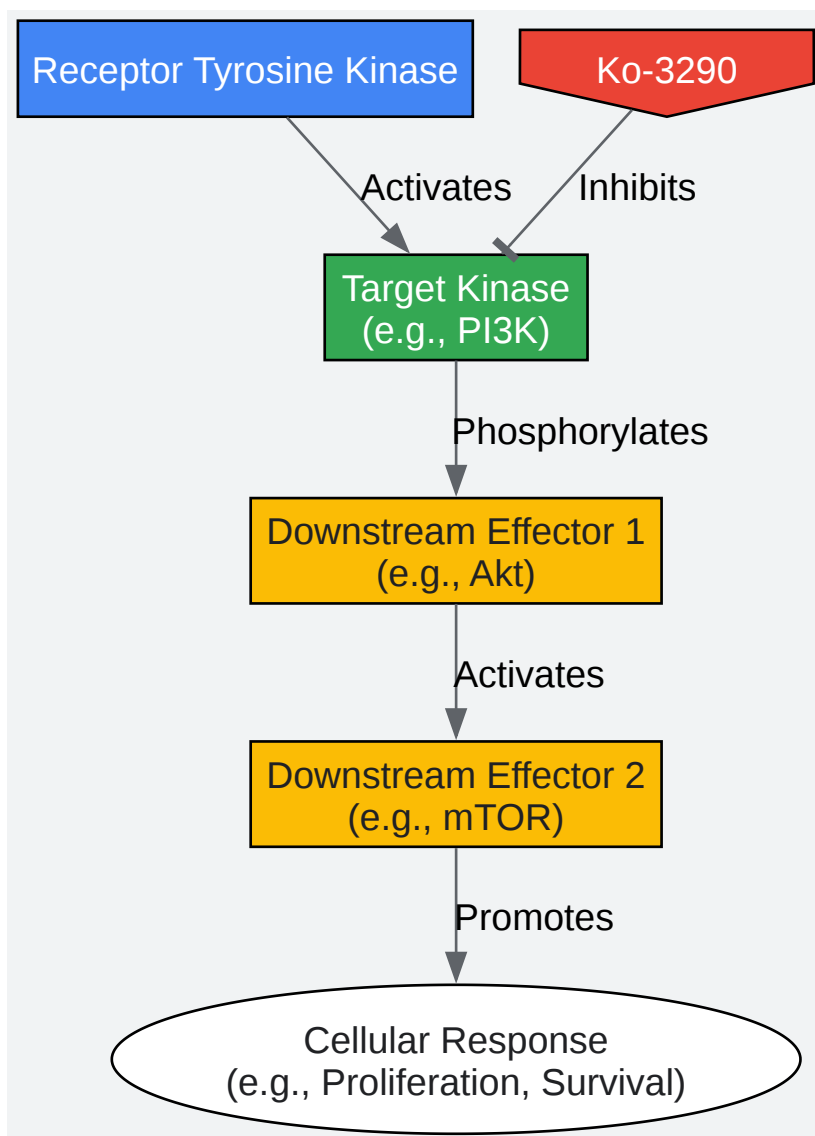 Receptor Tyrosine Kinase
Ko-3290
Activates
Inhibits
Target Kinase
(e.g., PI3K)
Phosphorylates
Downstream Effector 1
(e.g., Akt)
Activates
Downstream Effector 2
(e.g., mTOR)
Promotes
Cellular Response
(e.g., Proliferation, Survival)